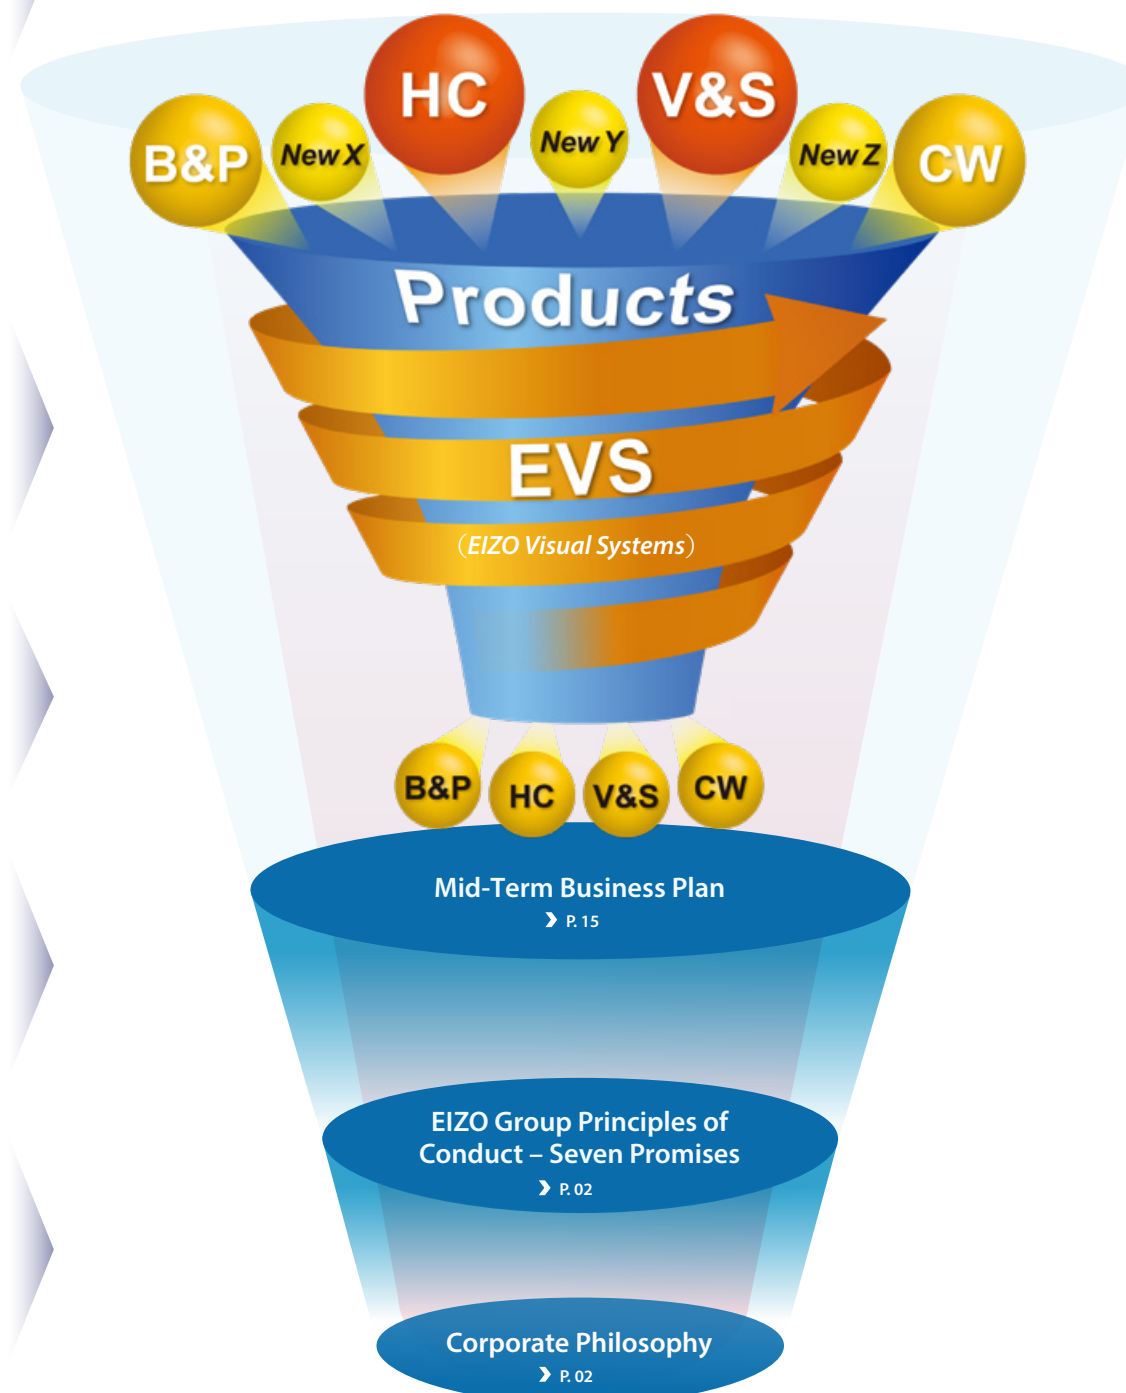 HC
V&S
B&P
New X
New Y
New Z
CW
Products
EVS
(EIZO Visual Systems)
B&P
HC
V&S
CW
Mid-Term Business Plan
❯ P. 15
EIZO Group Principles of
Conduct – Seven Promises
❯ P. 02
Corporate Philosophy
❯ P. 02